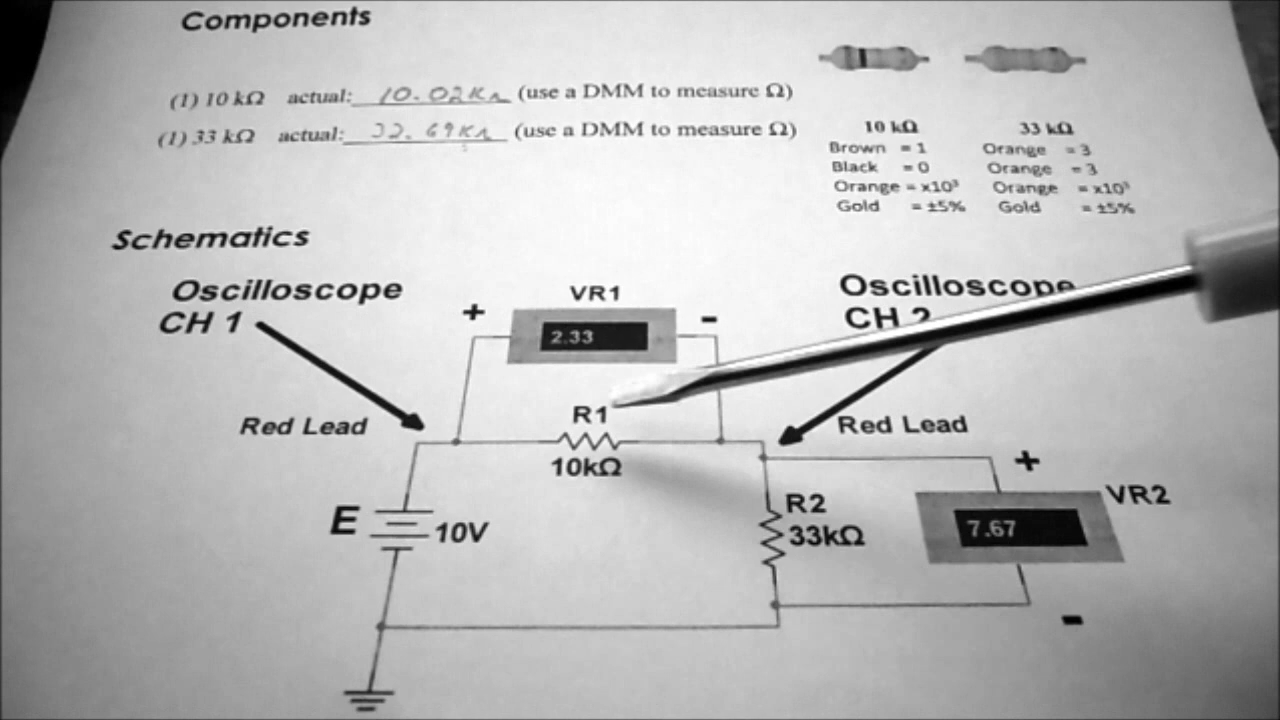 Components
(1) 10 kΩ actual: 10.02KΩ (use a DMM to measure Ω)
(1) 33 kΩ actual: 32.69KΩ (use a DMM to measure Ω)
10 kΩ
Brown = 1
Black = 0
Orange = x10³
Gold = ±5%
33 kΩ
Orange = 3
Orange = 3
Orange = x10³
Gold = ±5%
Schematics
Oscilloscope
CH 1
Red Lead
VR1
+
-
2.33
R1
10kΩ
Oscilloscope
CH 2
Red Lead
E
10V
R2
33kΩ
+
VR2
7.67
-